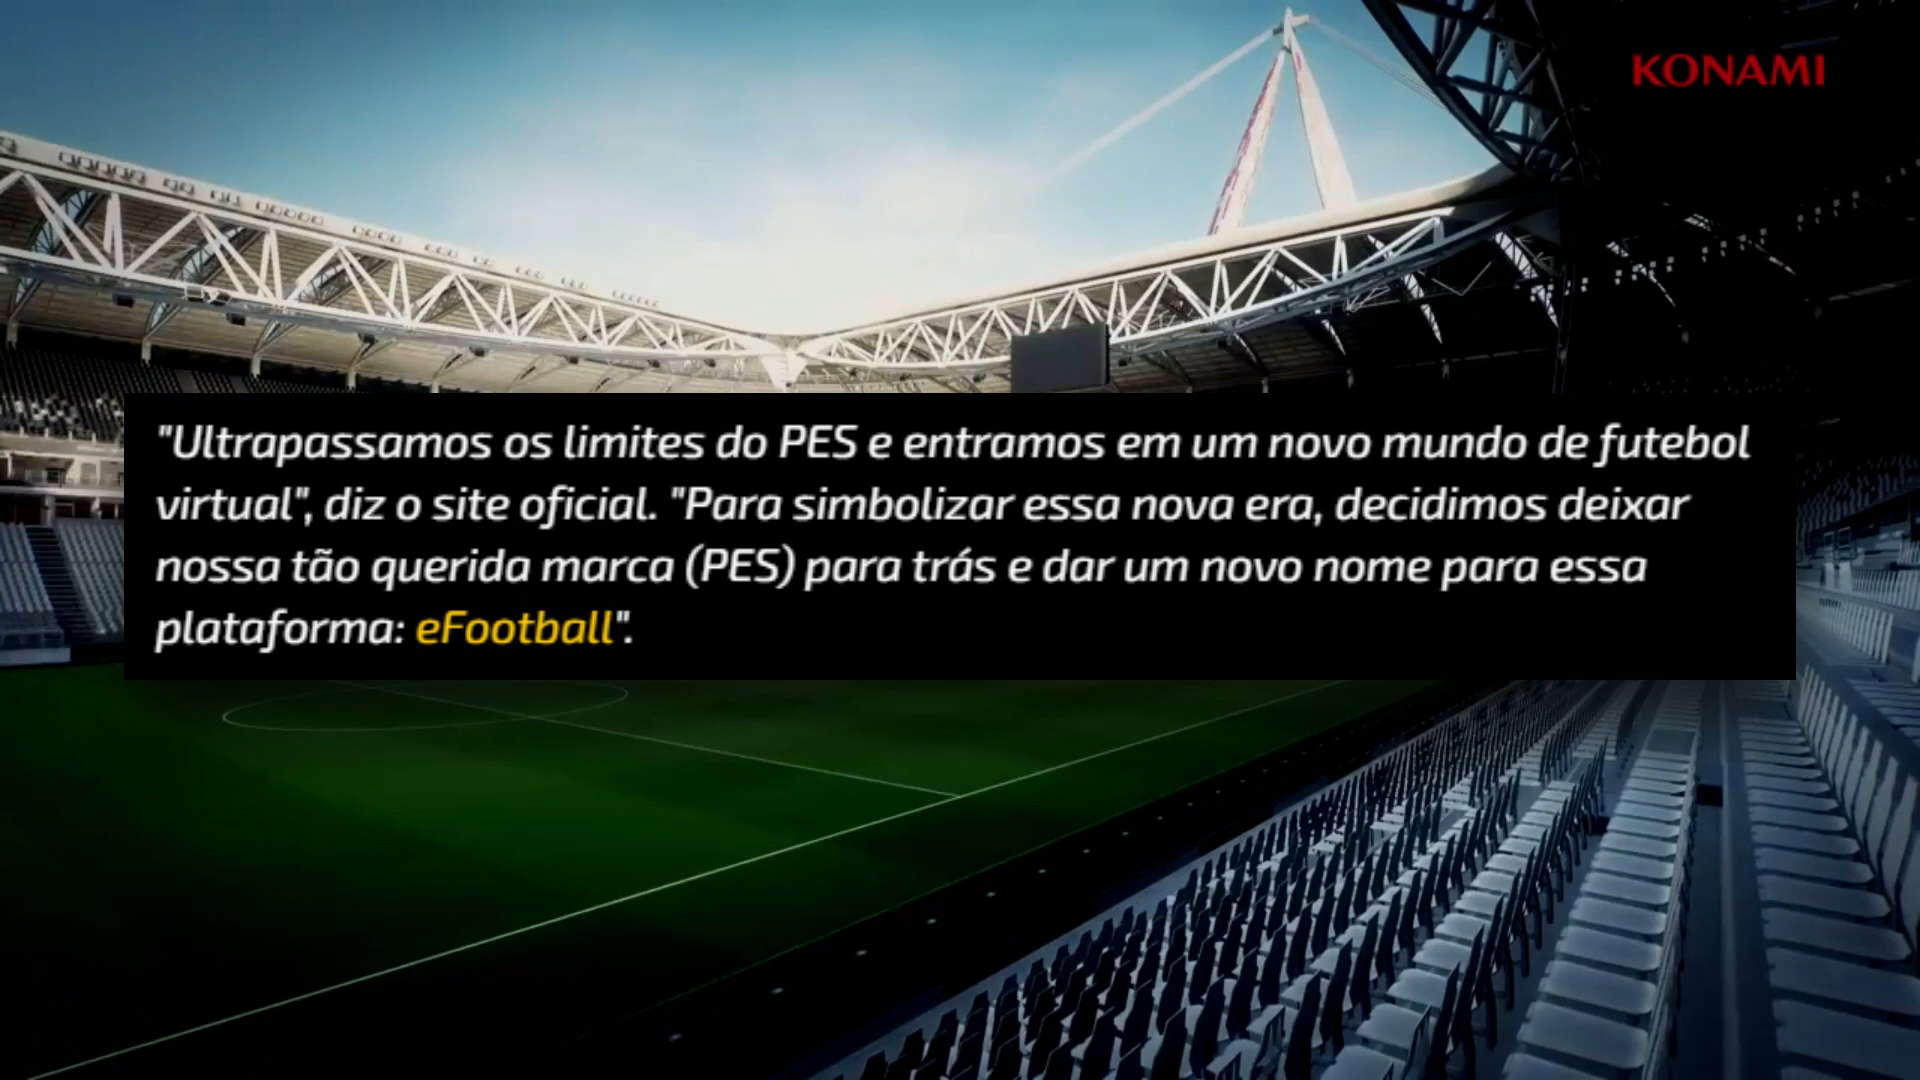 KONAMI
"Ultrapassamos os limites do PES e entramos em um novo mundo de futebol
virtual", diz o site oficial. "Para simbolizar essa nova era, decidimos deixar
nossa tão querida marca (PES) para trás e dar um novo nome para essa
plataforma: eFootball".